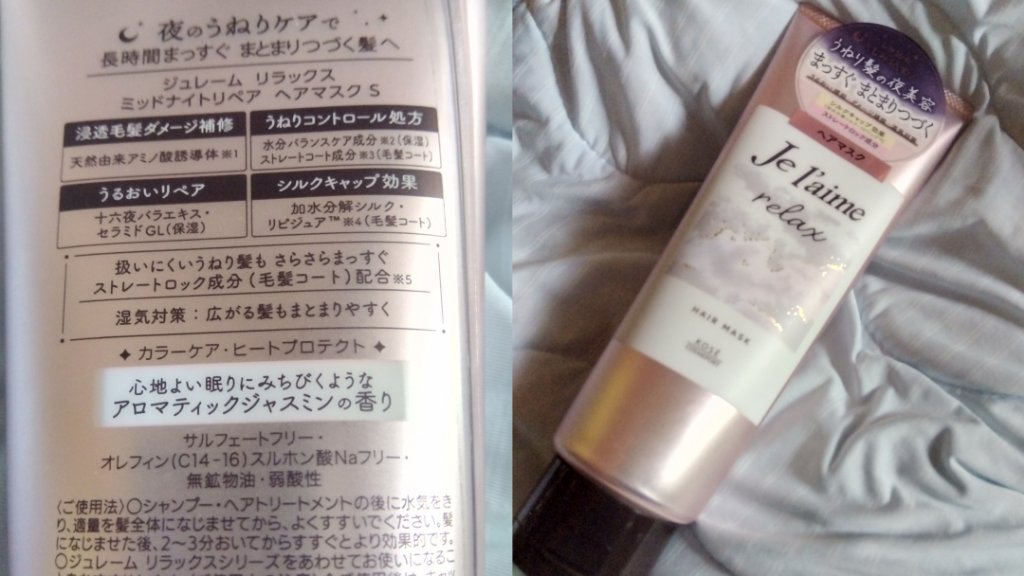 夜のうねりケアで
長時間まっすぐ まとまりつづく髪へ
ジュレーム リラックス
ミッドナイトリペア ヘアマスク S
浸透毛髪ダメージ補修
天然由来アミノ酸誘導体※1
うねりコントロール処方
水分バランスケア成分※2(保湿)
ストレートコート成分※3(毛髪コート)
うるおいリペア
十六夜バラエキス・
セラミドGL(保湿)
シルクキャップ効果
加水分解シルク・
リピジュア™※4(毛髪コート)
扱いにくいうねり髪も さらさらまっすぐ
ストレートロック成分(毛髪コート)配合※5
湿気対策：広がる髪もまとまりやすく
カラーケア・ヒートプロテクト
心地よい眠りにみちびくような
アロマティックジャスミンの香り
サルフェートフリー・
オレフィン(C14-16)スルホン酸Naフリー・
無鉱物油・弱酸性
〈ご使用法〉○シャンプー・ヘアトリートメントの後に水気をき
り、適量を髪全体になじませてから、よくすすいでください。髪
になじませた後、2〜3分おいてからすすぐとより効果的です。
○ジュレーム リラックスシリーズをあわせてお使いになるこ
うねり髪の夜美容
まっすぐ・まとまりつづく
シルクキャップ効果
ストレートロック成分
ヘアマスク
Je l'aime
relax
HAIR MASK
KOSÉ